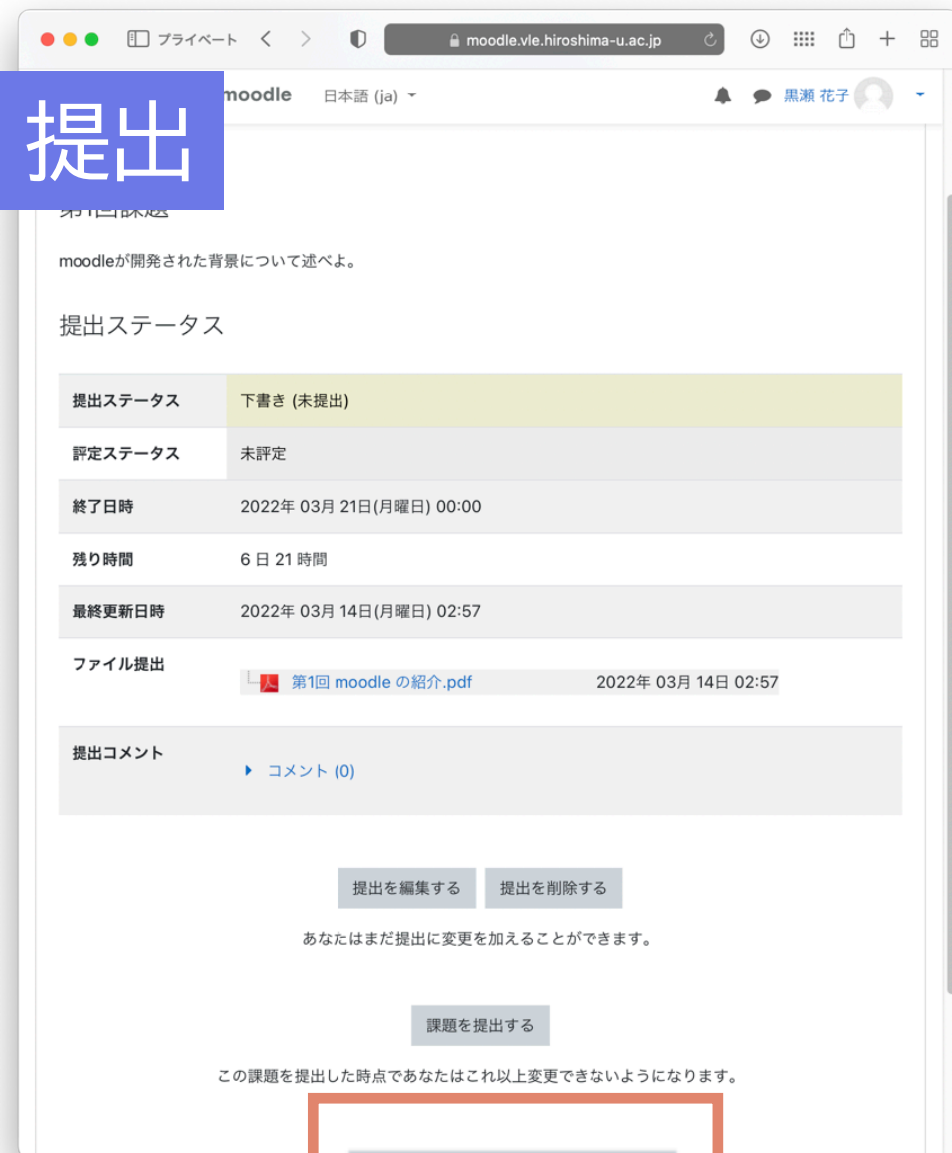 プライベート
moodle.vle.hiroshima-u.ac.jp
提出
moodle 日本語 (ja) 黒瀬 花子
第1回課題
moodleが開発された背景について述べよ。
提出ステータス
提出ステータス 下書き (未提出)
評定ステータス 未評定
終了日時 2022年 03月 21日(月曜日) 00:00
残り時間 6 日 21 時間
最終更新日時 2022年 03月 14日(月曜日) 02:57
ファイル提出
第1回 moodle の紹介.pdf 2022年 03月 14日 02:57
提出コメント
コメント (0)
提出を編集する 提出を削除する
あなたはまだ提出に変更を加えることができます。
課題を提出する
この課題を提出した時点であなたはこれ以上変更できないようになります。